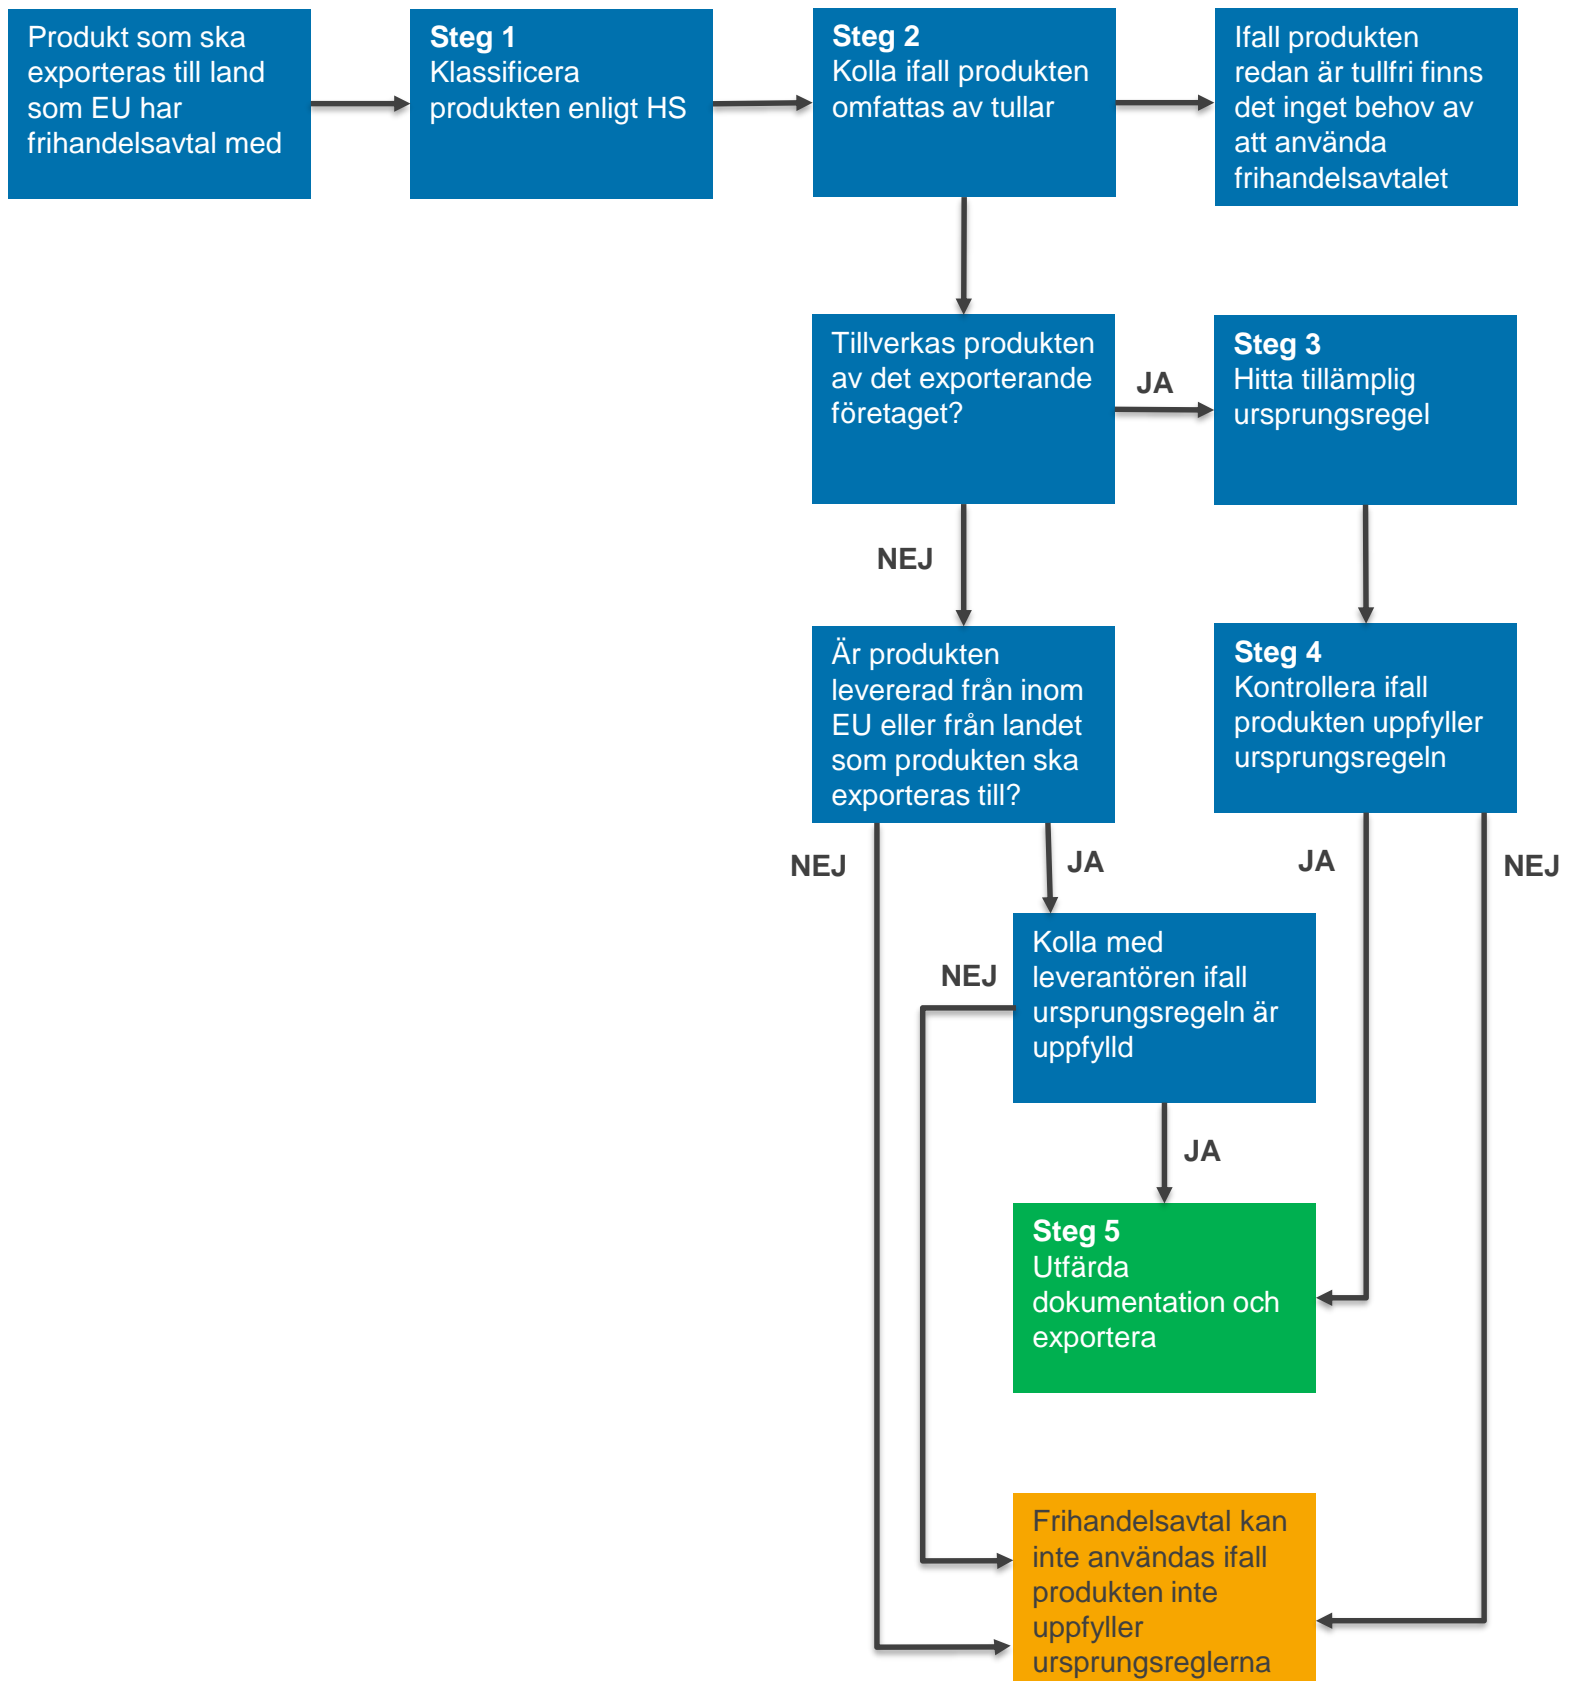 Produkt som ska
exporteras till land
som EU har
frihandelsavtal med
Steg 1
Klassificera
produkten enligt HS
Steg 2
Kolla ifall produkten
omfattas av tullar
Ifall produkten
redan är tullfri finns
det inget behov av
att använda
frihandelsavtalet
Tillverkas produkten
av det exporterande
företaget?
JA
Steg 3
Hitta tillämplig
ursprungsregel
NEJ
Är produkten
levererad från inom
EU eller från landet
som produkten ska
exporteras till?
Steg 4
Kontrollera ifall
produkten uppfyller
ursprungsregeln
NEJ
JA
JA
NEJ
Kolla med
leverantören ifall
ursprungsregeln är
uppfylld
NEJ
JA
Steg 5
Utfärda
dokumentation och
exportera
Frihandelsavtal kan
inte användas ifall
produkten inte
uppfyller
ursprungsreglerna